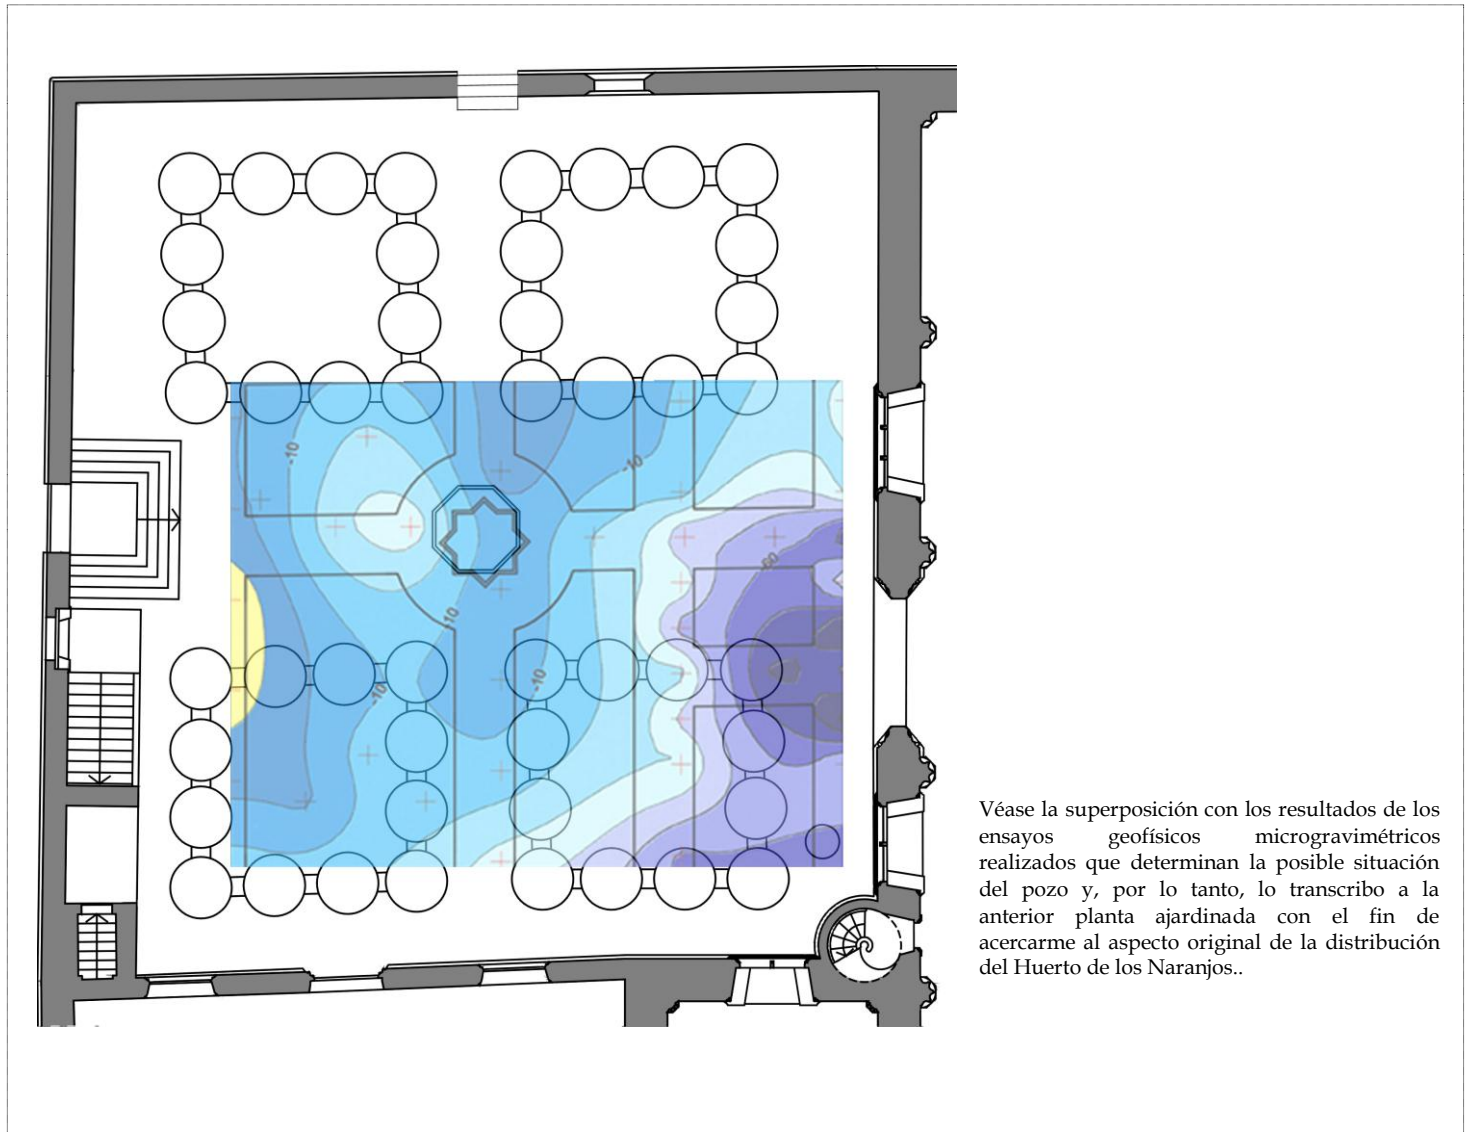 -10
-10
-60
-10
-10
-10
Véase la superposición con los resultados de los
ensayos geofísicos microgravimétricos
realizados que determinan la posible situación
del pozo y, por lo tanto, lo transcribo a la
anterior planta ajardinada con el fin de
acercarme al aspecto original de la distribución
del Huerto de los Naranjos..